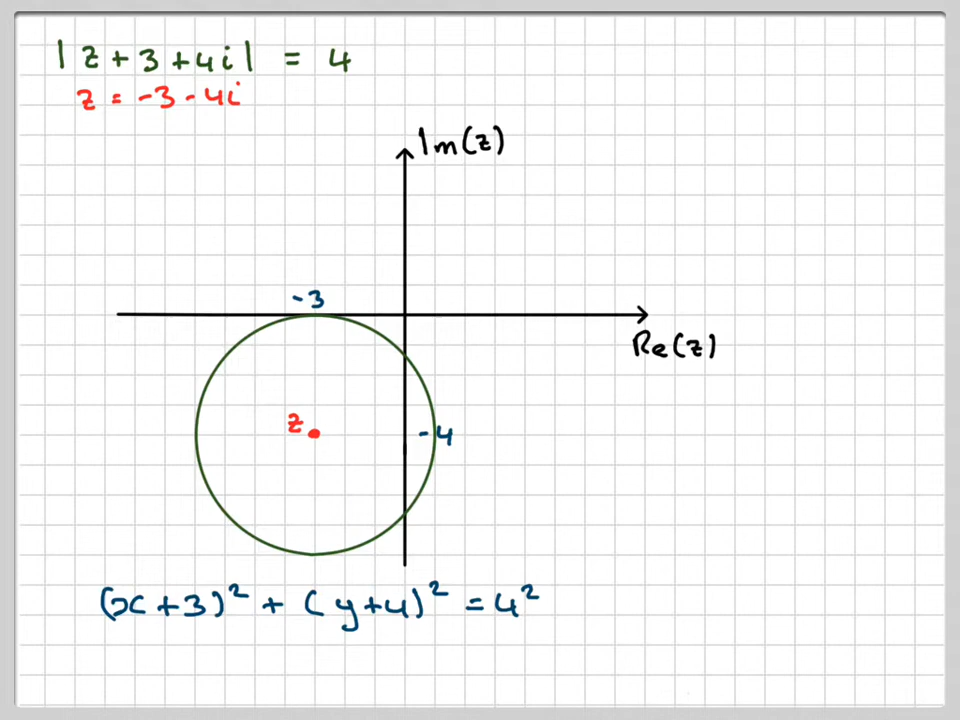 |z+3+4i| = 4
z = -3-4i
Im(z)
-3
Re(z)
z
-4
(x+3)² + (y+4)² = 4²